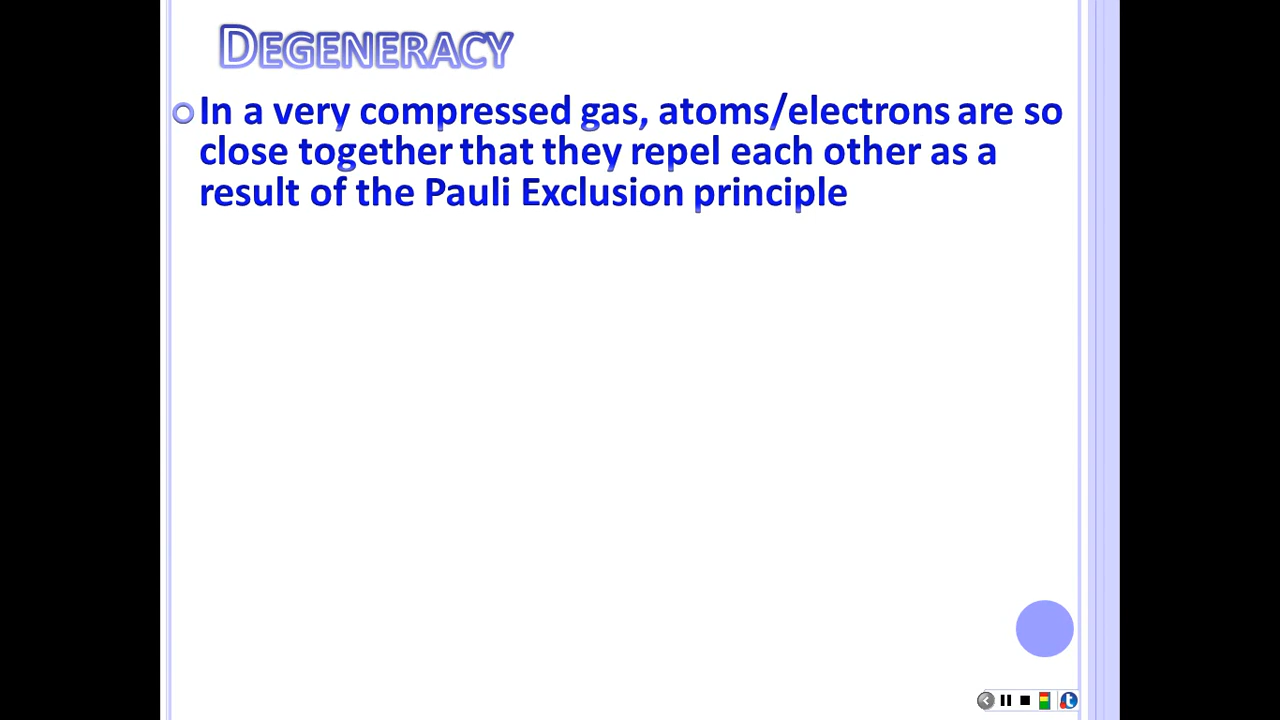 DEGENERACY
In a very compressed gas, atoms/electrons are so
close together that they repel each other as a
result of the Pauli Exclusion principle